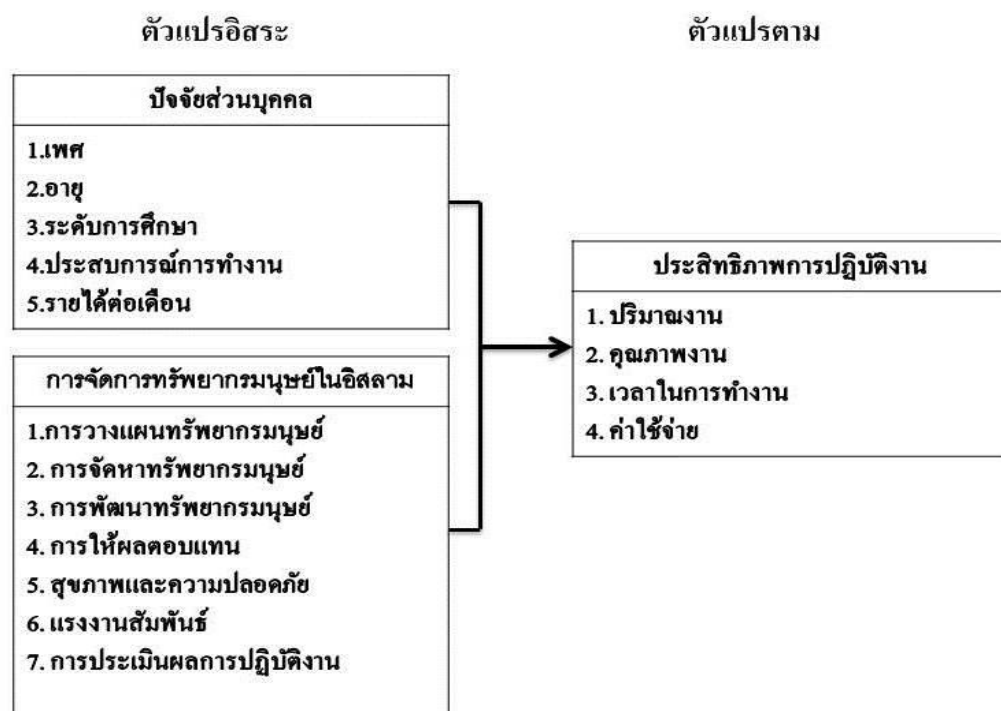 ตัวแปรอิสระ
ตัวแปรตาม
ปัจจัยส่วนบุคคล
1.เพศ
2.อายุ
3.ระดับการศึกษา
4.ประสบการณ์การทำงาน
5.รายได้ต่อเดือน
การจัดการทรัพยากรมนุษย์ในอิสลาม
1.การวางแผนทรัพยากรมนุษย์
2. การจัดหาทรัพยากรมนุษย์
3. การพัฒนาทรัพยากรมนุษย์
4. การให้ผลตอบแทน
5. สุขภาพและความปลอดภัย
6. แรงงานสัมพันธ์
7. การประเมินผลการปฏิบัติงาน
ประสิทธิภาพการปฏิบัติงาน
1. ปริมาณงาน
2. คุณภาพงาน
3. เวลาในการทำงาน
4. ค่าใช้จ่าย